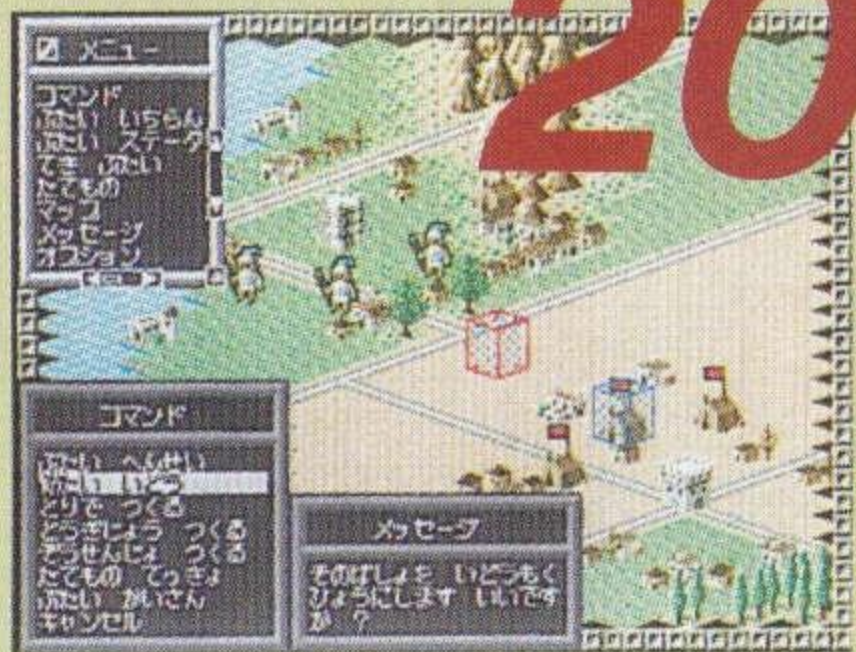 20
メニュー
コマンド
ぶたい いちらん
ぶたい ステータ
てき ぶたい
たてもの
マップ
メッセージ
オプション
コマンド
ぶたい へんせい
ぶたい いどう
とりで つくる
とうぎじょう つくる
ぞうせんじょ つくる
たてもの てっきょ
ぶたい かいさん
キャンセル
メッセージ
そのばしょを いどうもく
ひょうにします いいです
か ?